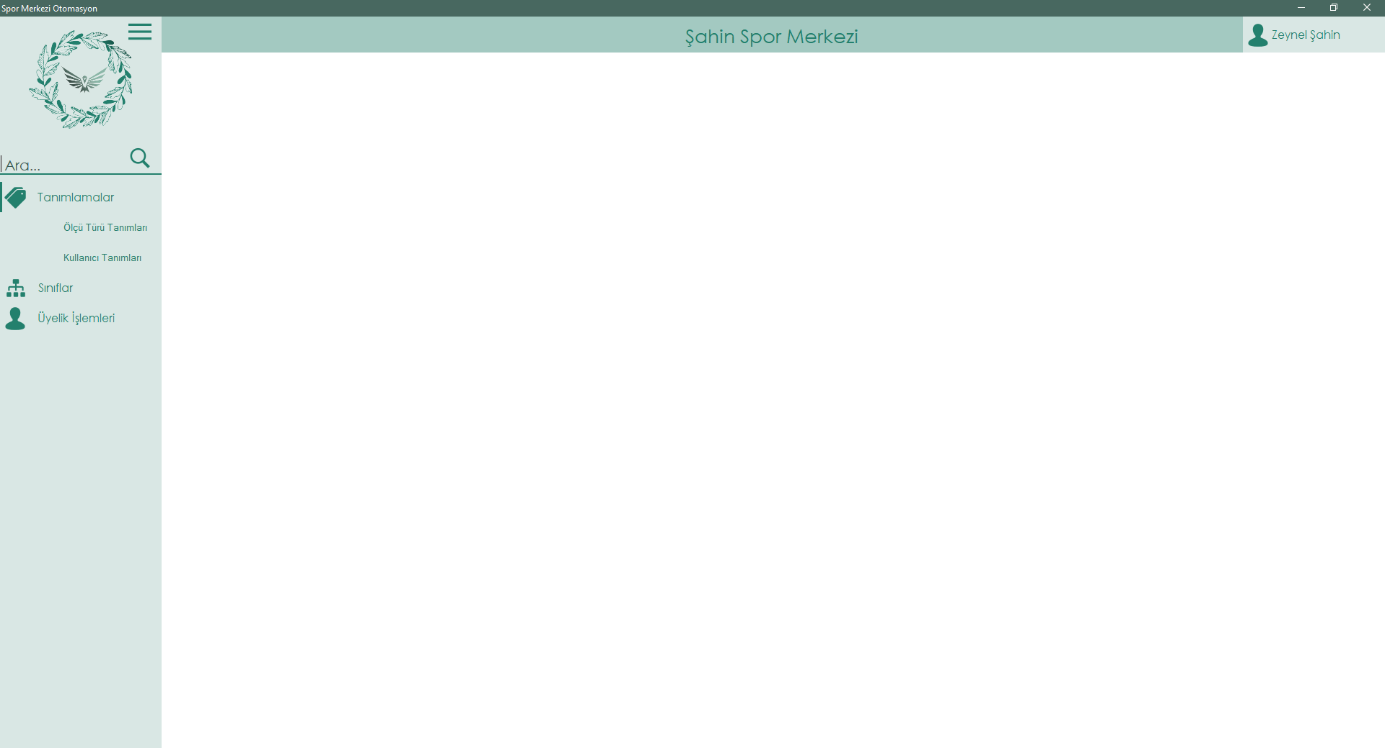 Spor Merkezi Otomasyon
Şahin Spor Merkezi
Zeynel Şahin
Ara...
Tanımlamalar
Ölçü Türü Tanımları
Kullanıcı Tanımları
Sınıflar
Üyelik İşlemleri